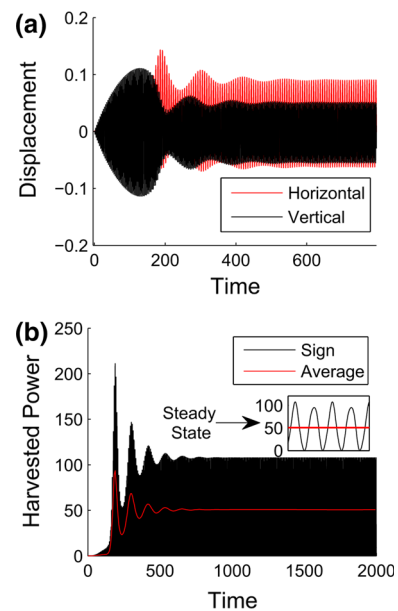 (a)
0.2
0.1
0
−0.1
−0.2
Displacement
Horizontal
Vertical
0 200 400 600
Time
(b)
250
200
150
100
50
0
Harvested Power
Sign
Average
Steady
State
100
50
0
0 500 1000 1500 2000
Time